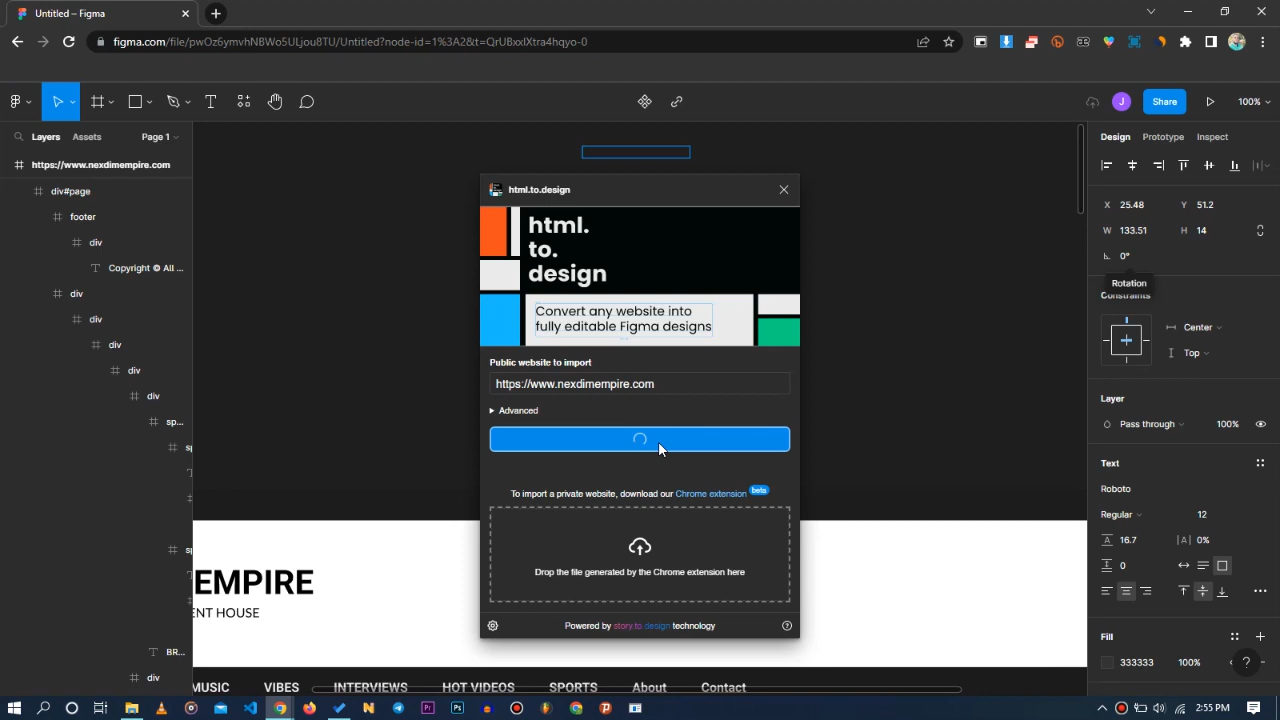 Untitled – Figma
figma.com/file/pwOz6ymvhNBWo5ULjou8TU/Untitled?node-id=1%3A2&t=QrUBxxlXtra4hqyo-0
J
Share
100%
Layers
Assets
Page 1
Design
Prototype
Inspect
https://www.nexdimempire.com
div#page
footer
div
Copyright © All ...
div
div
div
div
div
sp...
BR...
div
html.to.design
html.
to.
design
Convert any website into
fully editable Figma designs
Public website to import
https://www.nexdimempire.com
Advanced
To import a private website, download our Chrome extension beta
Drop the file generated by the Chrome extension here
Powered by story.to.design technology
EMPIRE
ENT HOUSE
MUSIC
VIBES
INTERVIEWS
HOT VIDEOS
SPORTS
About
Contact
X 25.48
Y 51.2
W 133.51
H 14
0°
Rotation
Constraints
Center
Top
Layer
Pass through
100%
Text
Roboto
Regular
12
A 16.7
|A| 0%
0
Fill
333333
100%
?
2:55 PM